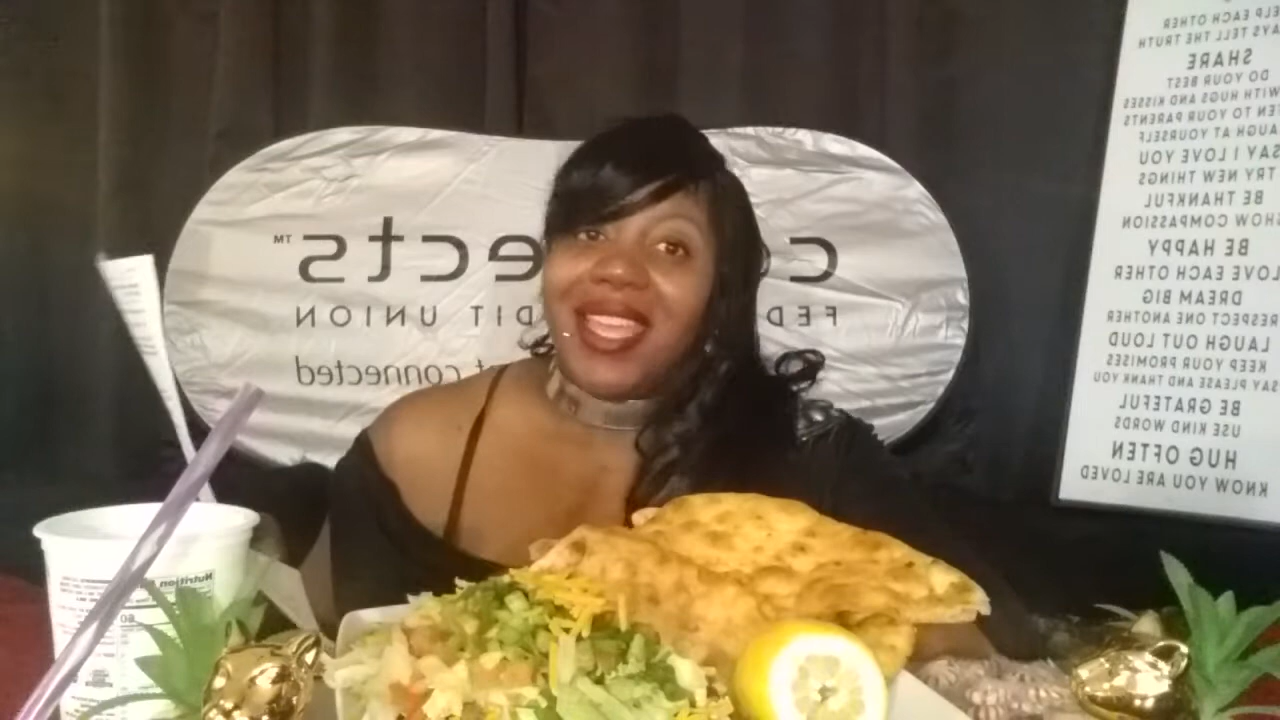 c ects™
FED DIT UNION
t connected
ELP EACH OTHER
AYS TELL THE TRUTH
SHARE
DO YOUR BEST
WITH HUGS AND KISSES
TEN TO YOUR PARENTS
AUGH AT YOURSELF
SAY I LOVE YOU
TRY NEW THINGS
BE THANKFUL
SHOW COMPASSION
BE HAPPY
LOVE EACH OTHER
DREAM BIG
RESPECT ONE ANOTHER
LAUGH OUT LOUD
KEEP YOUR PROMISES
SAY PLEASE AND THANK YOU
BE GRATEFUL
USE KIND WORDS
HUG OFTEN
KNOW YOU ARE LOVED
Nutrition